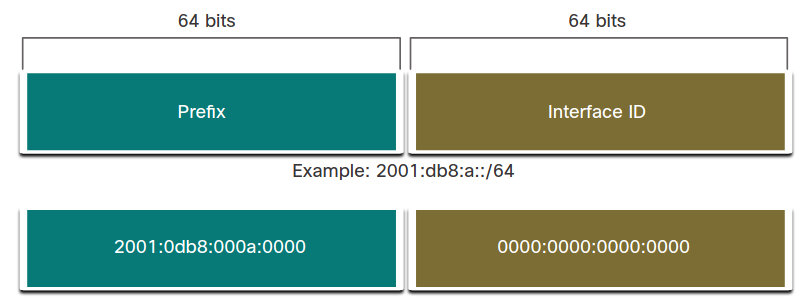 64 bits 64 bits
Prefix Interface ID
Example: 2001:db8:a::/64
2001:0db8:000a:0000 0000:0000:0000:0000